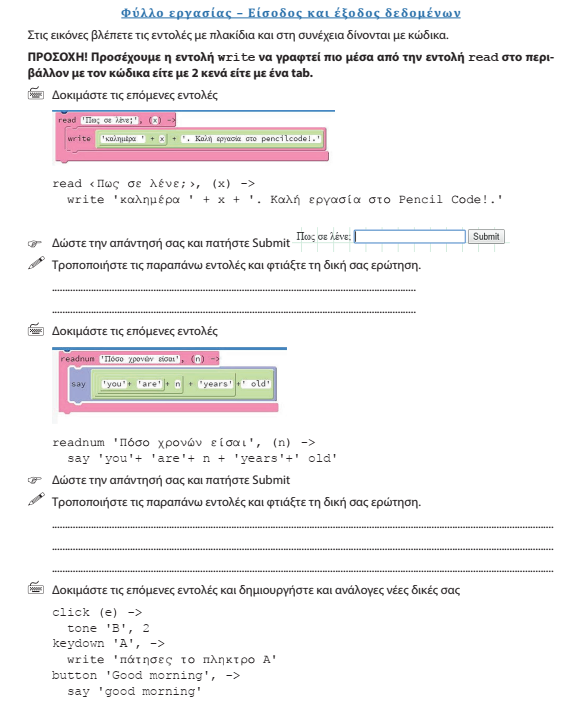 Φύλλο εργασίας – Είσοδος και έξοδος δεδομένων
Στις εικόνες βλέπετε τις εντολές με πλακίδια και στη συνέχεια δίνονται με κώδικα.
ΠΡΟΣΟΧΗ! Προσέχουμε η εντολή write να γραφτεί πιο μέσα από την εντολή read στο περι-
βάλλον με τον κώδικα είτε με 2 κενά είτε με ένα tab.
Δοκιμάστε τις επόμενες εντολές
read 'Πως σε λένε;', (x) ->
write 'καλημέρα ' + x + '. Καλή εργασία στο pencilcode!.'
read ‹Πως σε λένε;›, (x) ->
write 'καλημέρα ' + x + '. Καλή εργασία στο Pencil Code!.'
Δώστε την απάντησή σας και πατήστε Submit Πως σε λένε; Submit
Τροποποιήστε τις παραπάνω εντολές και φτιάξτε τη δική σας ερώτηση.
Δοκιμάστε τις επόμενες εντολές
readnum 'Πόσο χρονών είσαι', (n) ->
say 'you'+ 'are'+ n + 'years'+' old'
readnum 'Πόσο χρονών είσαι', (n) ->
say 'you'+ 'are'+ n + 'years'+' old'
Δώστε την απάντησή σας και πατήστε Submit
Τροποποιήστε τις παραπάνω εντολές και φτιάξτε τη δική σας ερώτηση.
Δοκιμάστε τις επόμενες εντολές και δημιουργήστε και ανάλογες νέες δικές σας
click (e) ->
tone 'B', 2
keydown 'A', ->
write 'πάτησες το πληκτρο Α'
button 'Good morning', ->
say 'good morning'